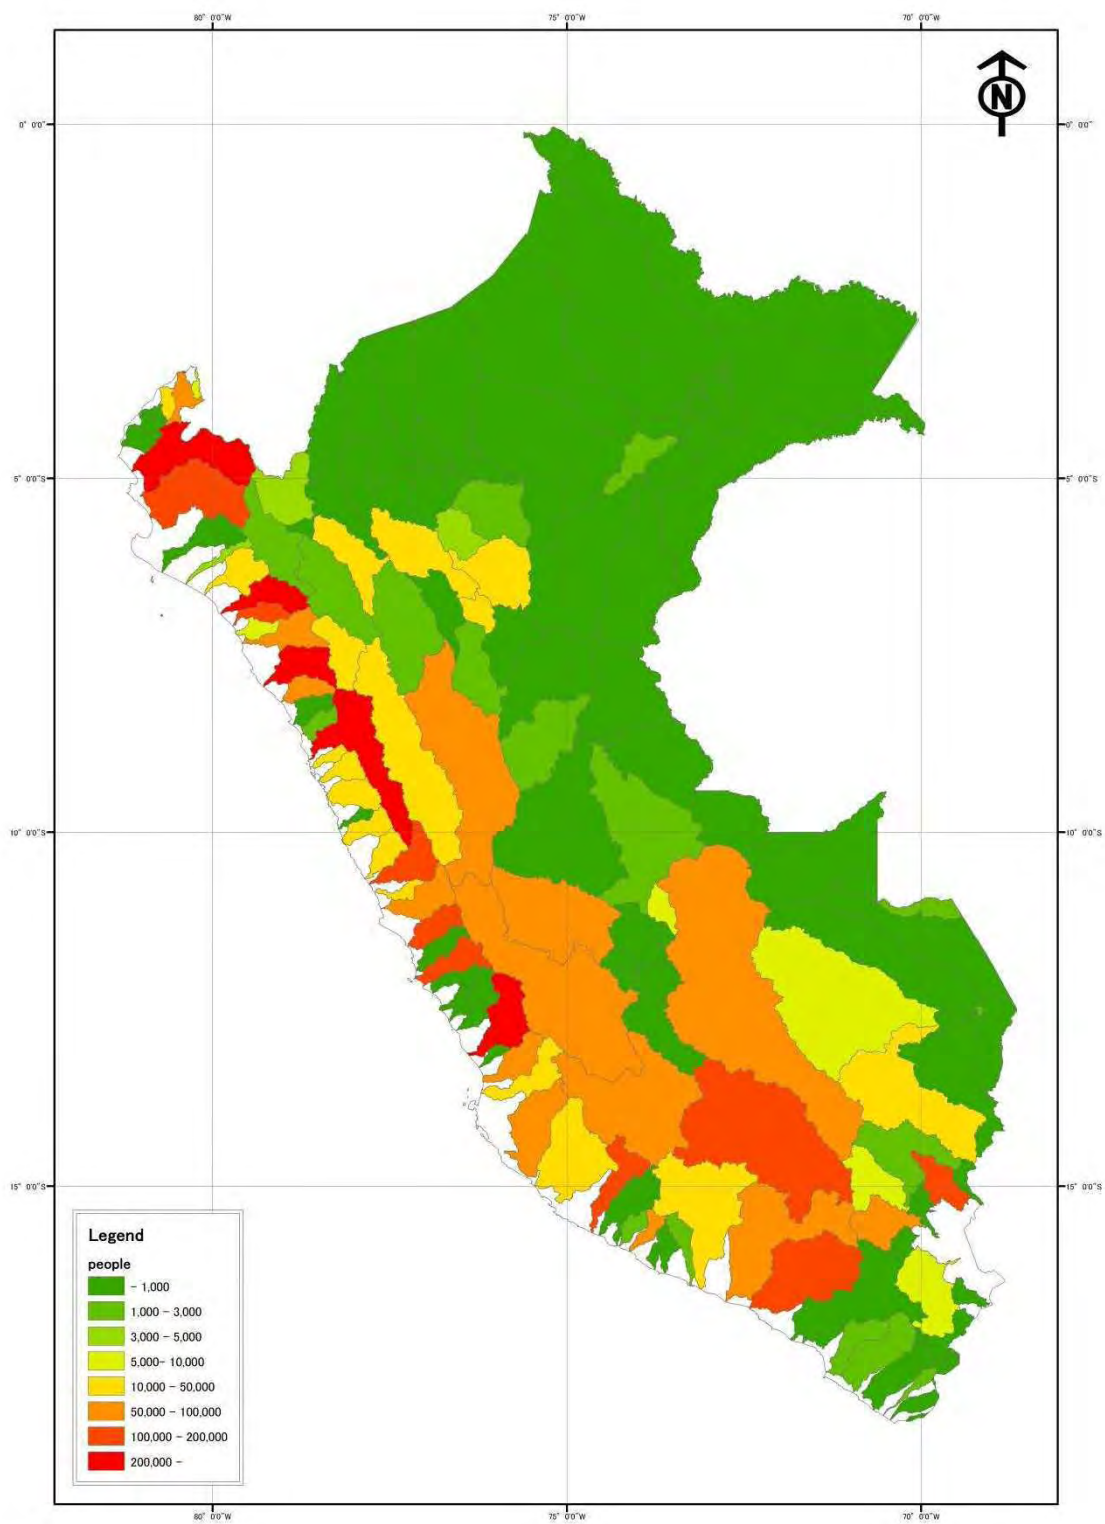 80° 0'0"W 75° 0'0"W 70° 0'0"W
N
0° 0'0" 0° 0'0"
5° 0'0"S 5° 0'0"S
10° 0'0"S 10° 0'0"S
15° 0'0"S 15° 0'0"S
Legend
people
- 1,000
1,000 - 3,000
3,000 - 5,000
5,000- 10,000
10,000 - 50,000
50,000 - 100,000
100,000 - 200,000
200,000 -
80° 0'0"W 75° 0'0"W 70° 0'0"W